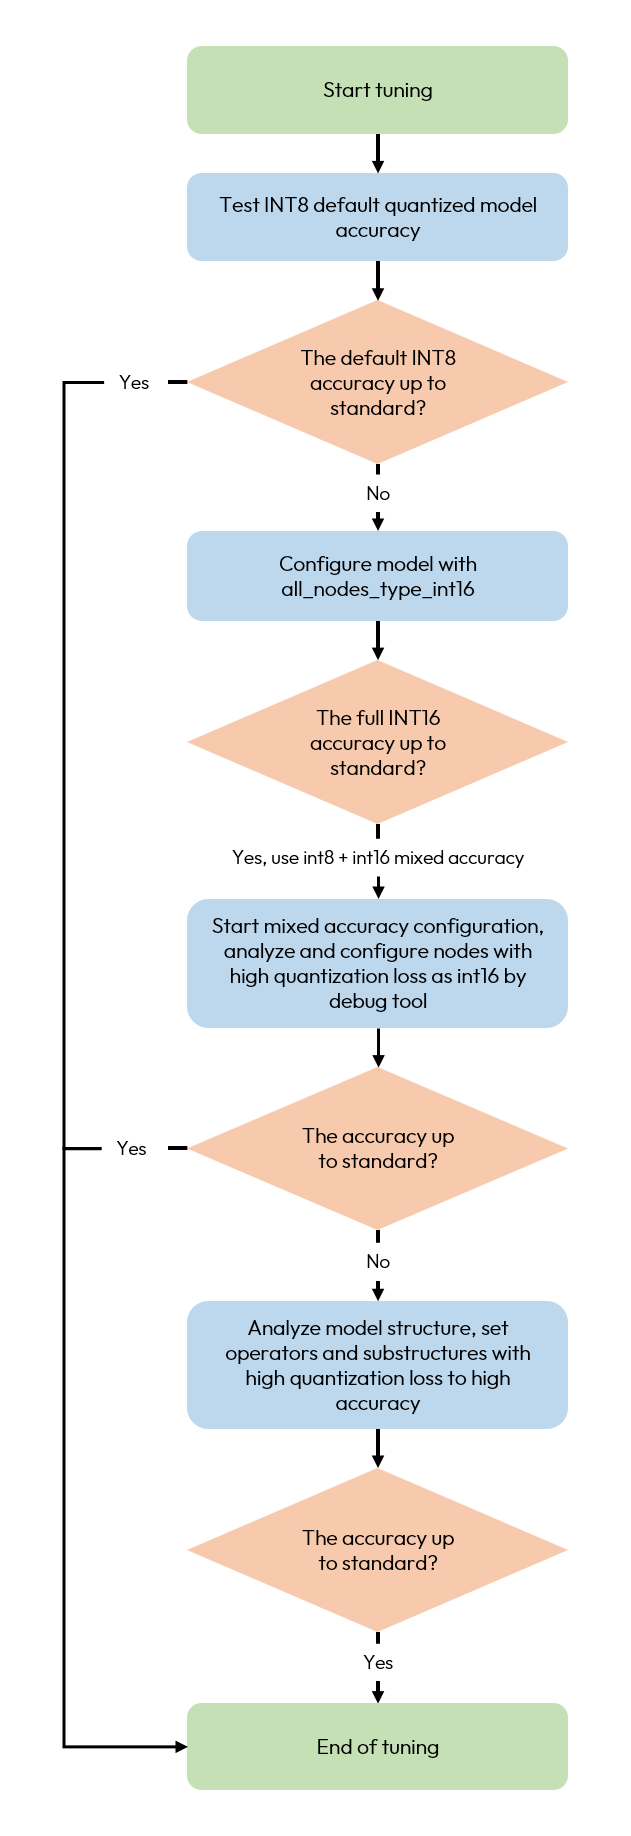 Start tuning
Test INT8 default quantized model
accuracy
The default INT8
accuracy up to
standard?
Yes
No
Configure model with
all_nodes_type_int16
The full INT16
accuracy up to
standard?
Yes, use int8 + int16 mixed accuracy
Start mixed accuracy configuration,
analyze and configure nodes with
high quantization loss as int16 by
debug tool
The accuracy up
to standard?
Yes
No
Analyze model structure, set
operators and substructures with
high quantization loss to high
accuracy
The accuracy up
to standard?
Yes
End of tuning